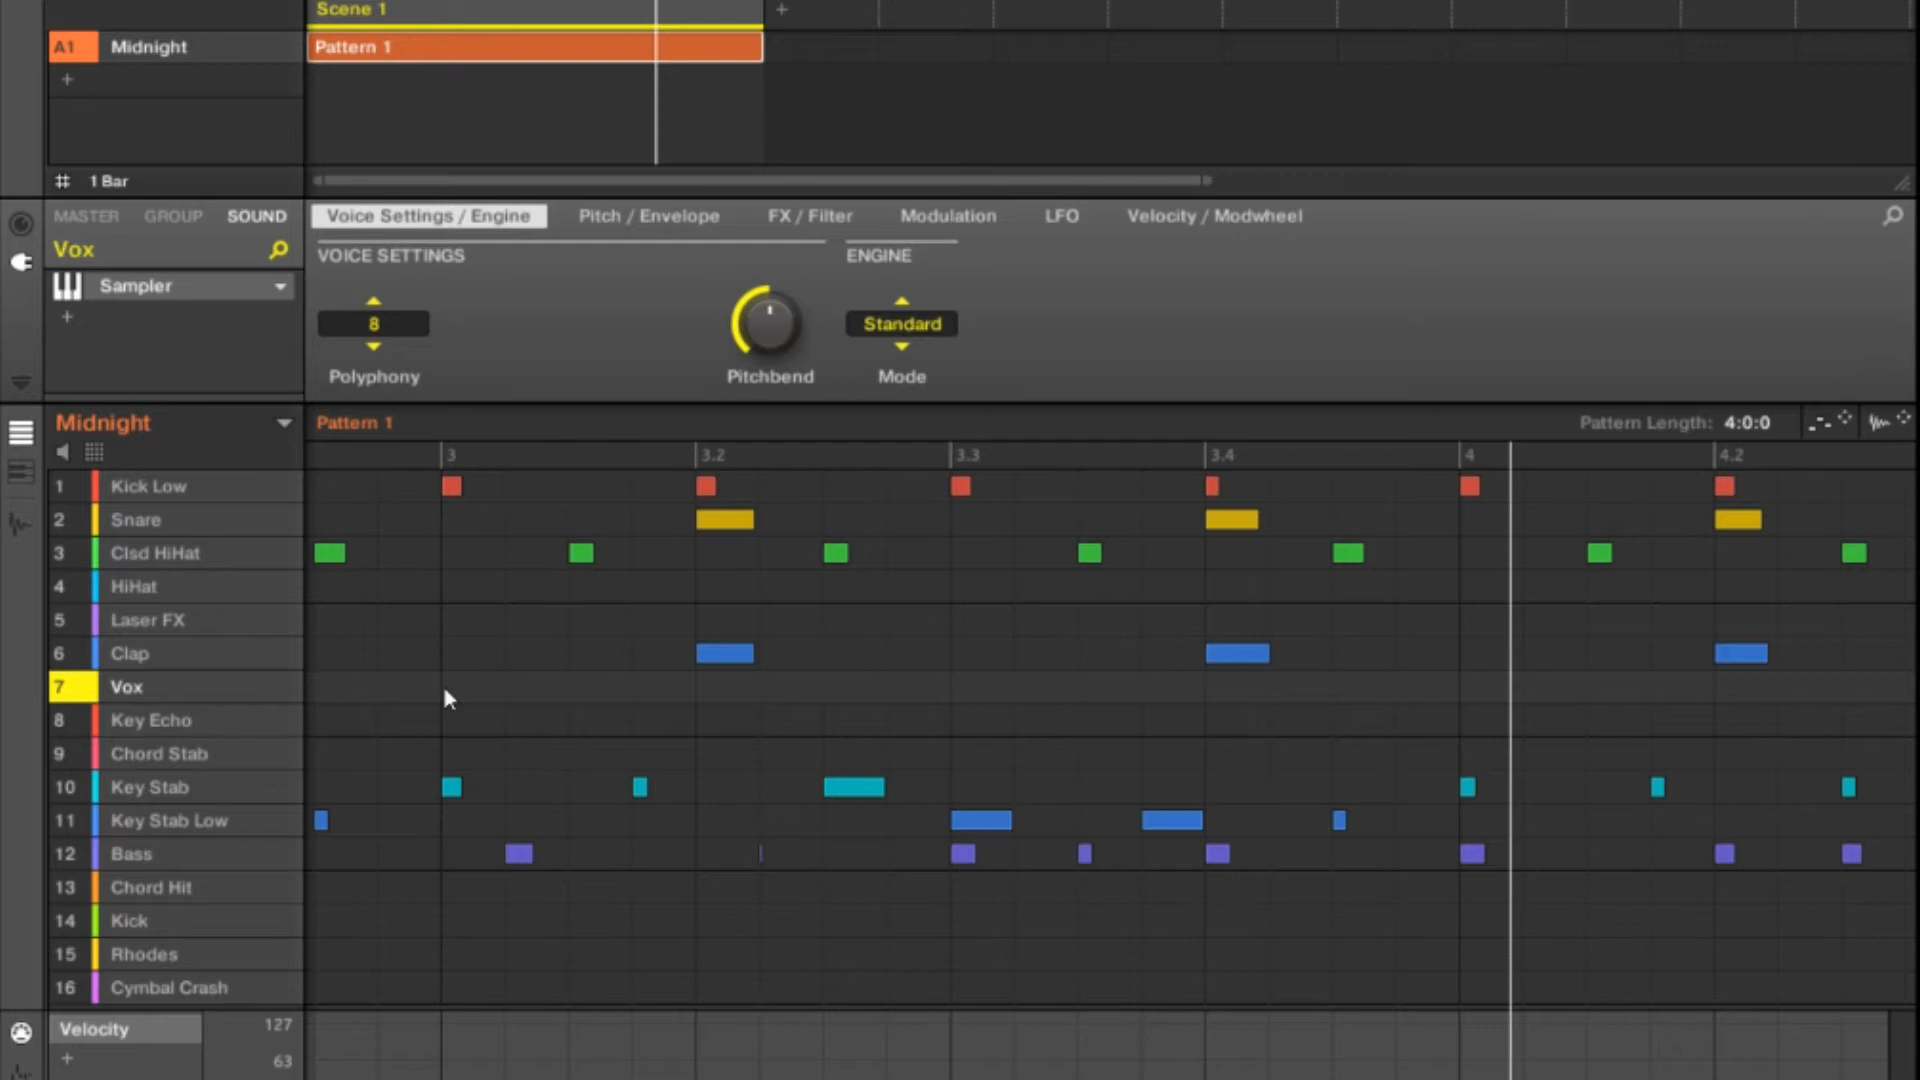 Scene 1
+
A1 Midnight
Pattern 1
+
1 Bar
MASTER GROUP SOUND
Voice Settings / Engine
Pitch / Envelope
FX / Filter
Modulation
LFO
Velocity / Modwheel
Vox
VOICE SETTINGS
ENGINE
Sampler
+
8
Standard
Polyphony
Pitchbend
Mode
Midnight
Pattern 1
Pattern Length: 4:0:0
3 3.2 3.3 3.4 4 4.2
1 Kick Low
2 Snare
3 Clsd HiHat
4 HiHat
5 Laser FX
6 Clap
7 Vox
8 Key Echo
9 Chord Stab
10 Key Stab
11 Key Stab Low
12 Bass
13 Chord Hit
14 Kick
15 Rhodes
16 Cymbal Crash
Velocity
127
+
63